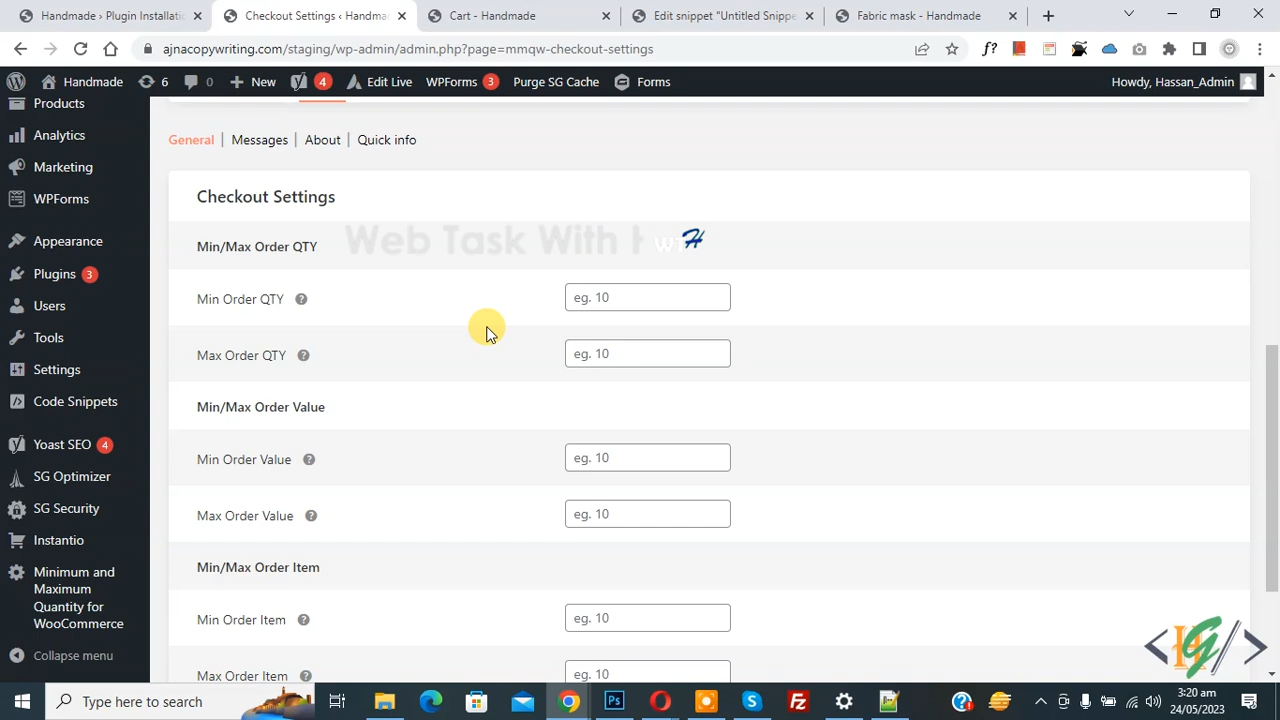 Handmade › Plugin Installatio
Checkout Settings ‹ Handma
Cart - Handmade
Edit snippet "Untitled Snippe
Fabric mask - Handmade
ajnacopywriting.com/staging/wp-admin/admin.php?page=mmqw-checkout-settings
f?
Handmade
6
0
New
4
Edit Live
WPForms 3
Purge SG Cache
Forms
Howdy, Hassan_Admin
Products
Analytics
Marketing
WPForms
Appearance
Plugins 3
Users
Tools
Settings
Code Snippets
Yoast SEO 4
SG Optimizer
SG Security
Instantio
Minimum and
Maximum
Quantity for
WooCommerce
Collapse menu
General | Messages | About | Quick info
Checkout Settings
Min/Max Order QTY
Web Task With H
Min Order QTY ? eg. 10
Max Order QTY ? eg. 10
Min/Max Order Value
Min Order Value ? eg. 10
Max Order Value ? eg. 10
Min/Max Order Item
Min Order Item ? eg. 10
Max Order Item ? eg. 10
Type here to search
Ps
3:20 am
24/05/2023